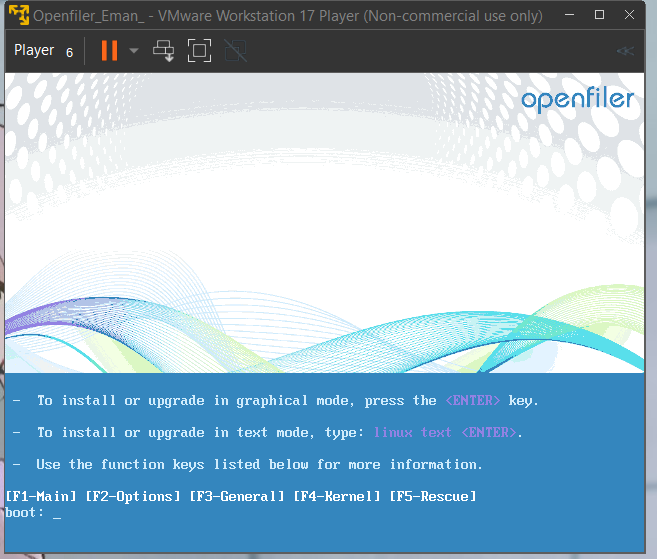 Openfiler_Eman_ - VMware Workstation 17 Player (Non-commercial use only)
Player 6
openfiler
- To install or upgrade in graphical mode, press the <ENTER> key.
- To install or upgrade in text mode, type: linux text <ENTER>.
- Use the function keys listed below for more information.
[F1-Main] [F2-Options] [F3-General] [F4-Kernel] [F5-Rescue]
boot: _